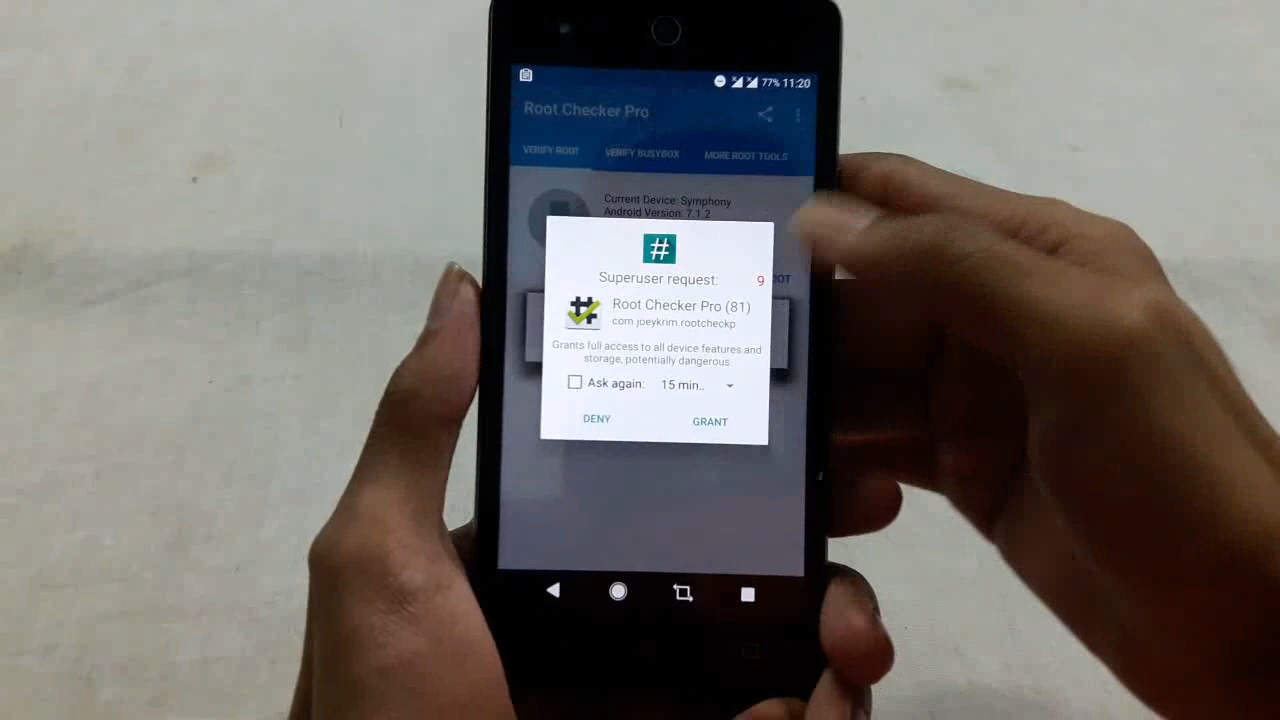 77% 11:20
Root Checker Pro
VERIFY ROOT VERIFY BUSYBOX MORE ROOT TOOLS
Current Device: Symphony
Android Version: 7.1.2
#
Superuser request: 9
Root Checker Pro (81)
com.joeykrim.rootcheckp
Grants full access to all device features and
storage, potentially dangerous
Ask again: 15 min..
DENY GRANT